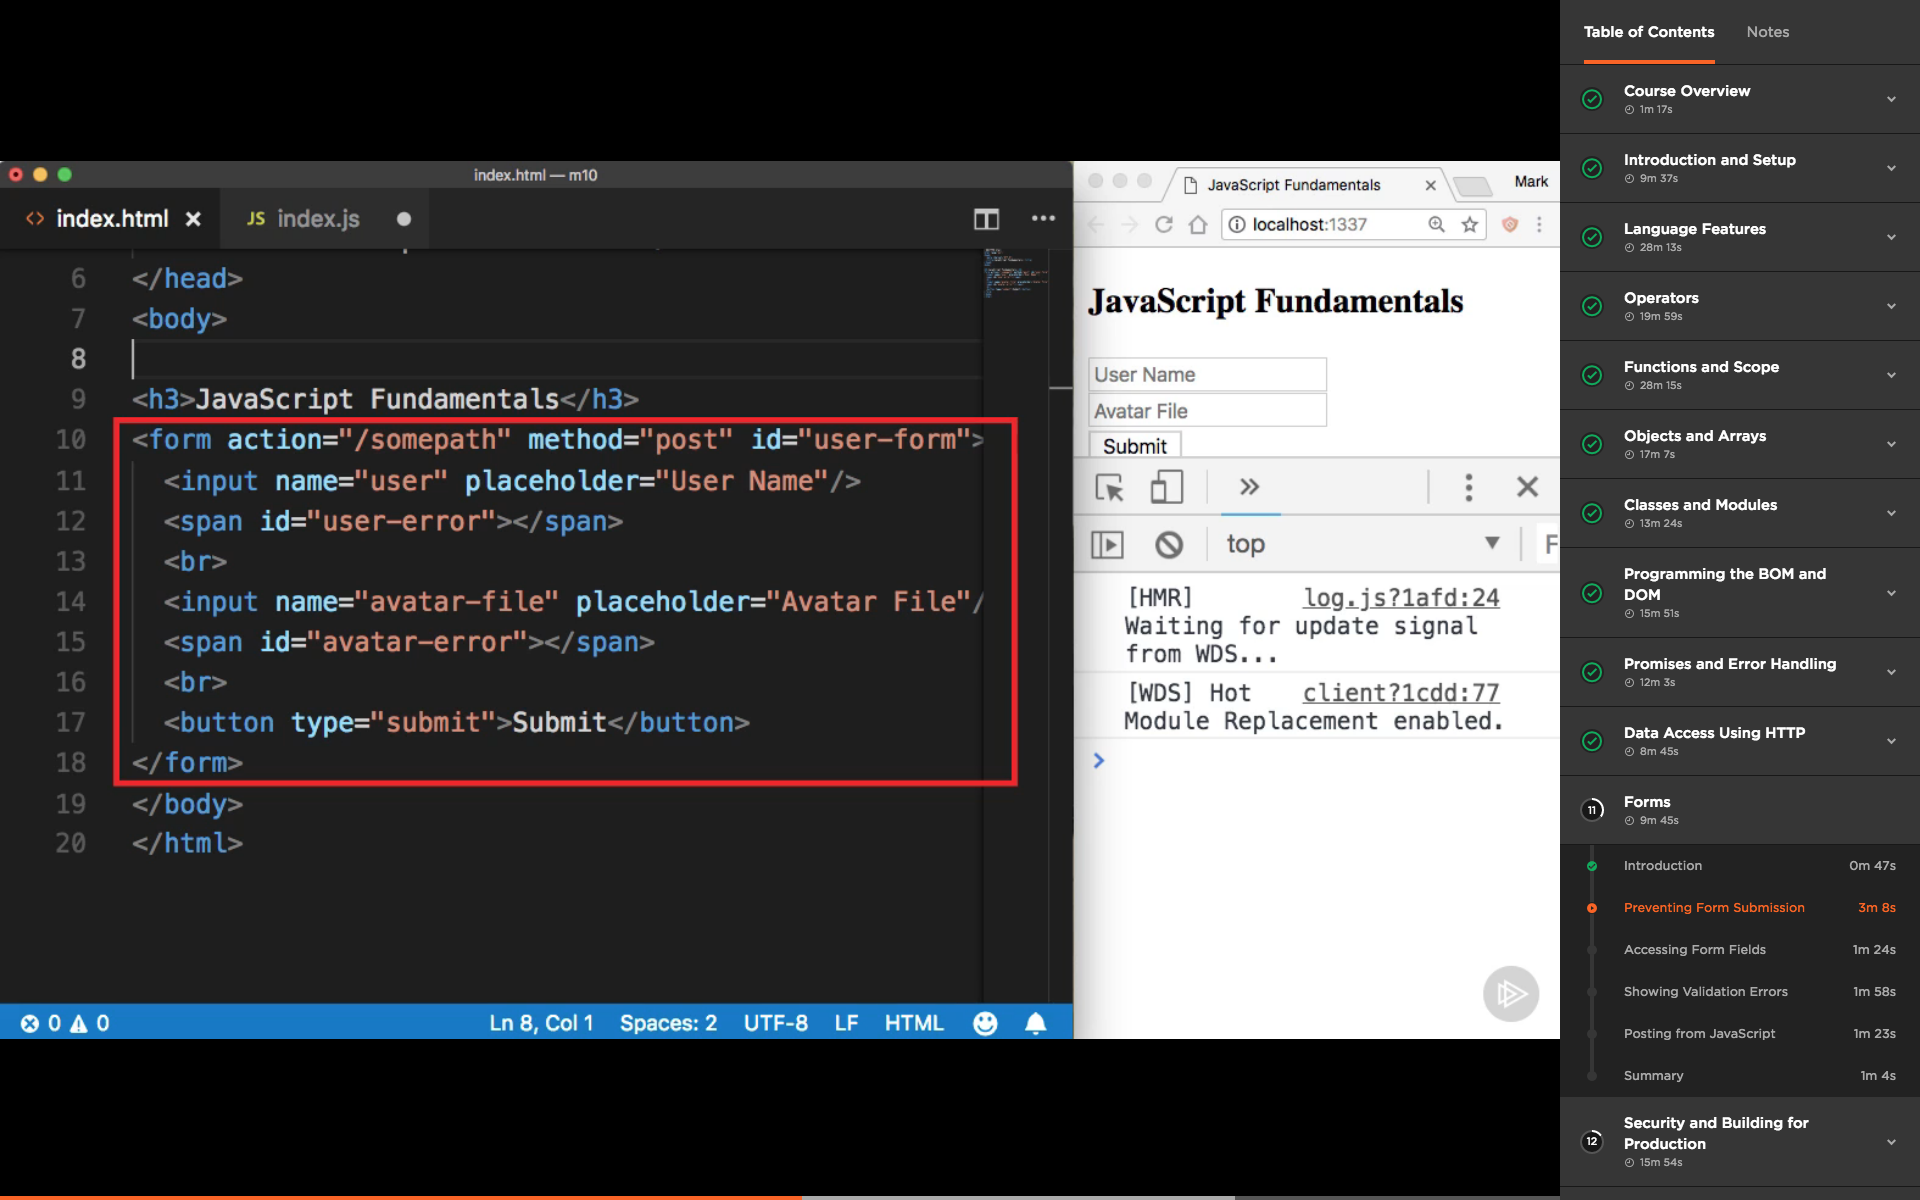 index.html — m10
index.html
JS index.js
6 </head>
7 <body>
8
9 <h3>JavaScript Fundamentals</h3>
10 <form action="/somepath" method="post" id="user-form">
11 <input name="user" placeholder="User Name"/>
12 <span id="user-error"></span>
13 <br>
14 <input name="avatar-file" placeholder="Avatar File"/
15 <span id="avatar-error"></span>
16 <br>
17 <button type="submit">Submit</button>
18 </form>
19 </body>
20 </html>
0 0
Ln 8, Col 1 Spaces: 2 UTF-8 LF HTML
JavaScript Fundamentals
Mark
localhost:1337
JavaScript Fundamentals
User Name
Avatar File
Submit
top F
[HMR] log.js?1afd:24
Waiting for update signal
from WDS...
[WDS] Hot client?1cdd:77
Module Replacement enabled.
Table of Contents Notes
Course Overview
1m 17s
Introduction and Setup
9m 37s
Language Features
28m 13s
Operators
19m 59s
Functions and Scope
28m 15s
Objects and Arrays
17m 7s
Classes and Modules
13m 24s
Programming the BOM and
DOM
15m 51s
Promises and Error Handling
12m 3s
Data Access Using HTTP
8m 45s
11 Forms
9m 45s
Introduction 0m 47s
Preventing Form Submission 3m 8s
Accessing Form Fields 1m 24s
Showing Validation Errors 1m 58s
Posting from JavaScript 1m 23s
Summary 1m 4s
12 Security and Building for
Production
15m 54s